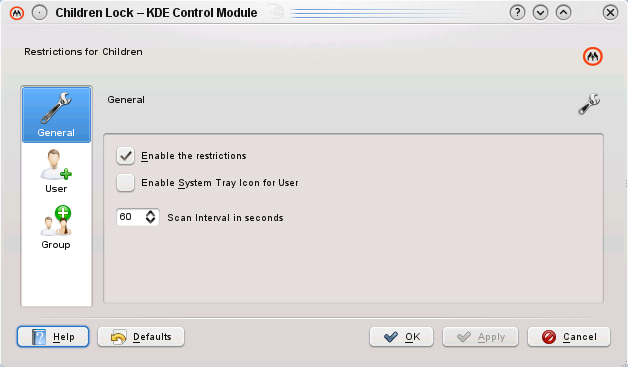 Children Lock – KDE Control Module
Restrictions for Children
General
General
User
Group
Enable the restrictions
Enable System Tray Icon for User
60 Scan Interval in seconds
Help Defaults OK Apply Cancel